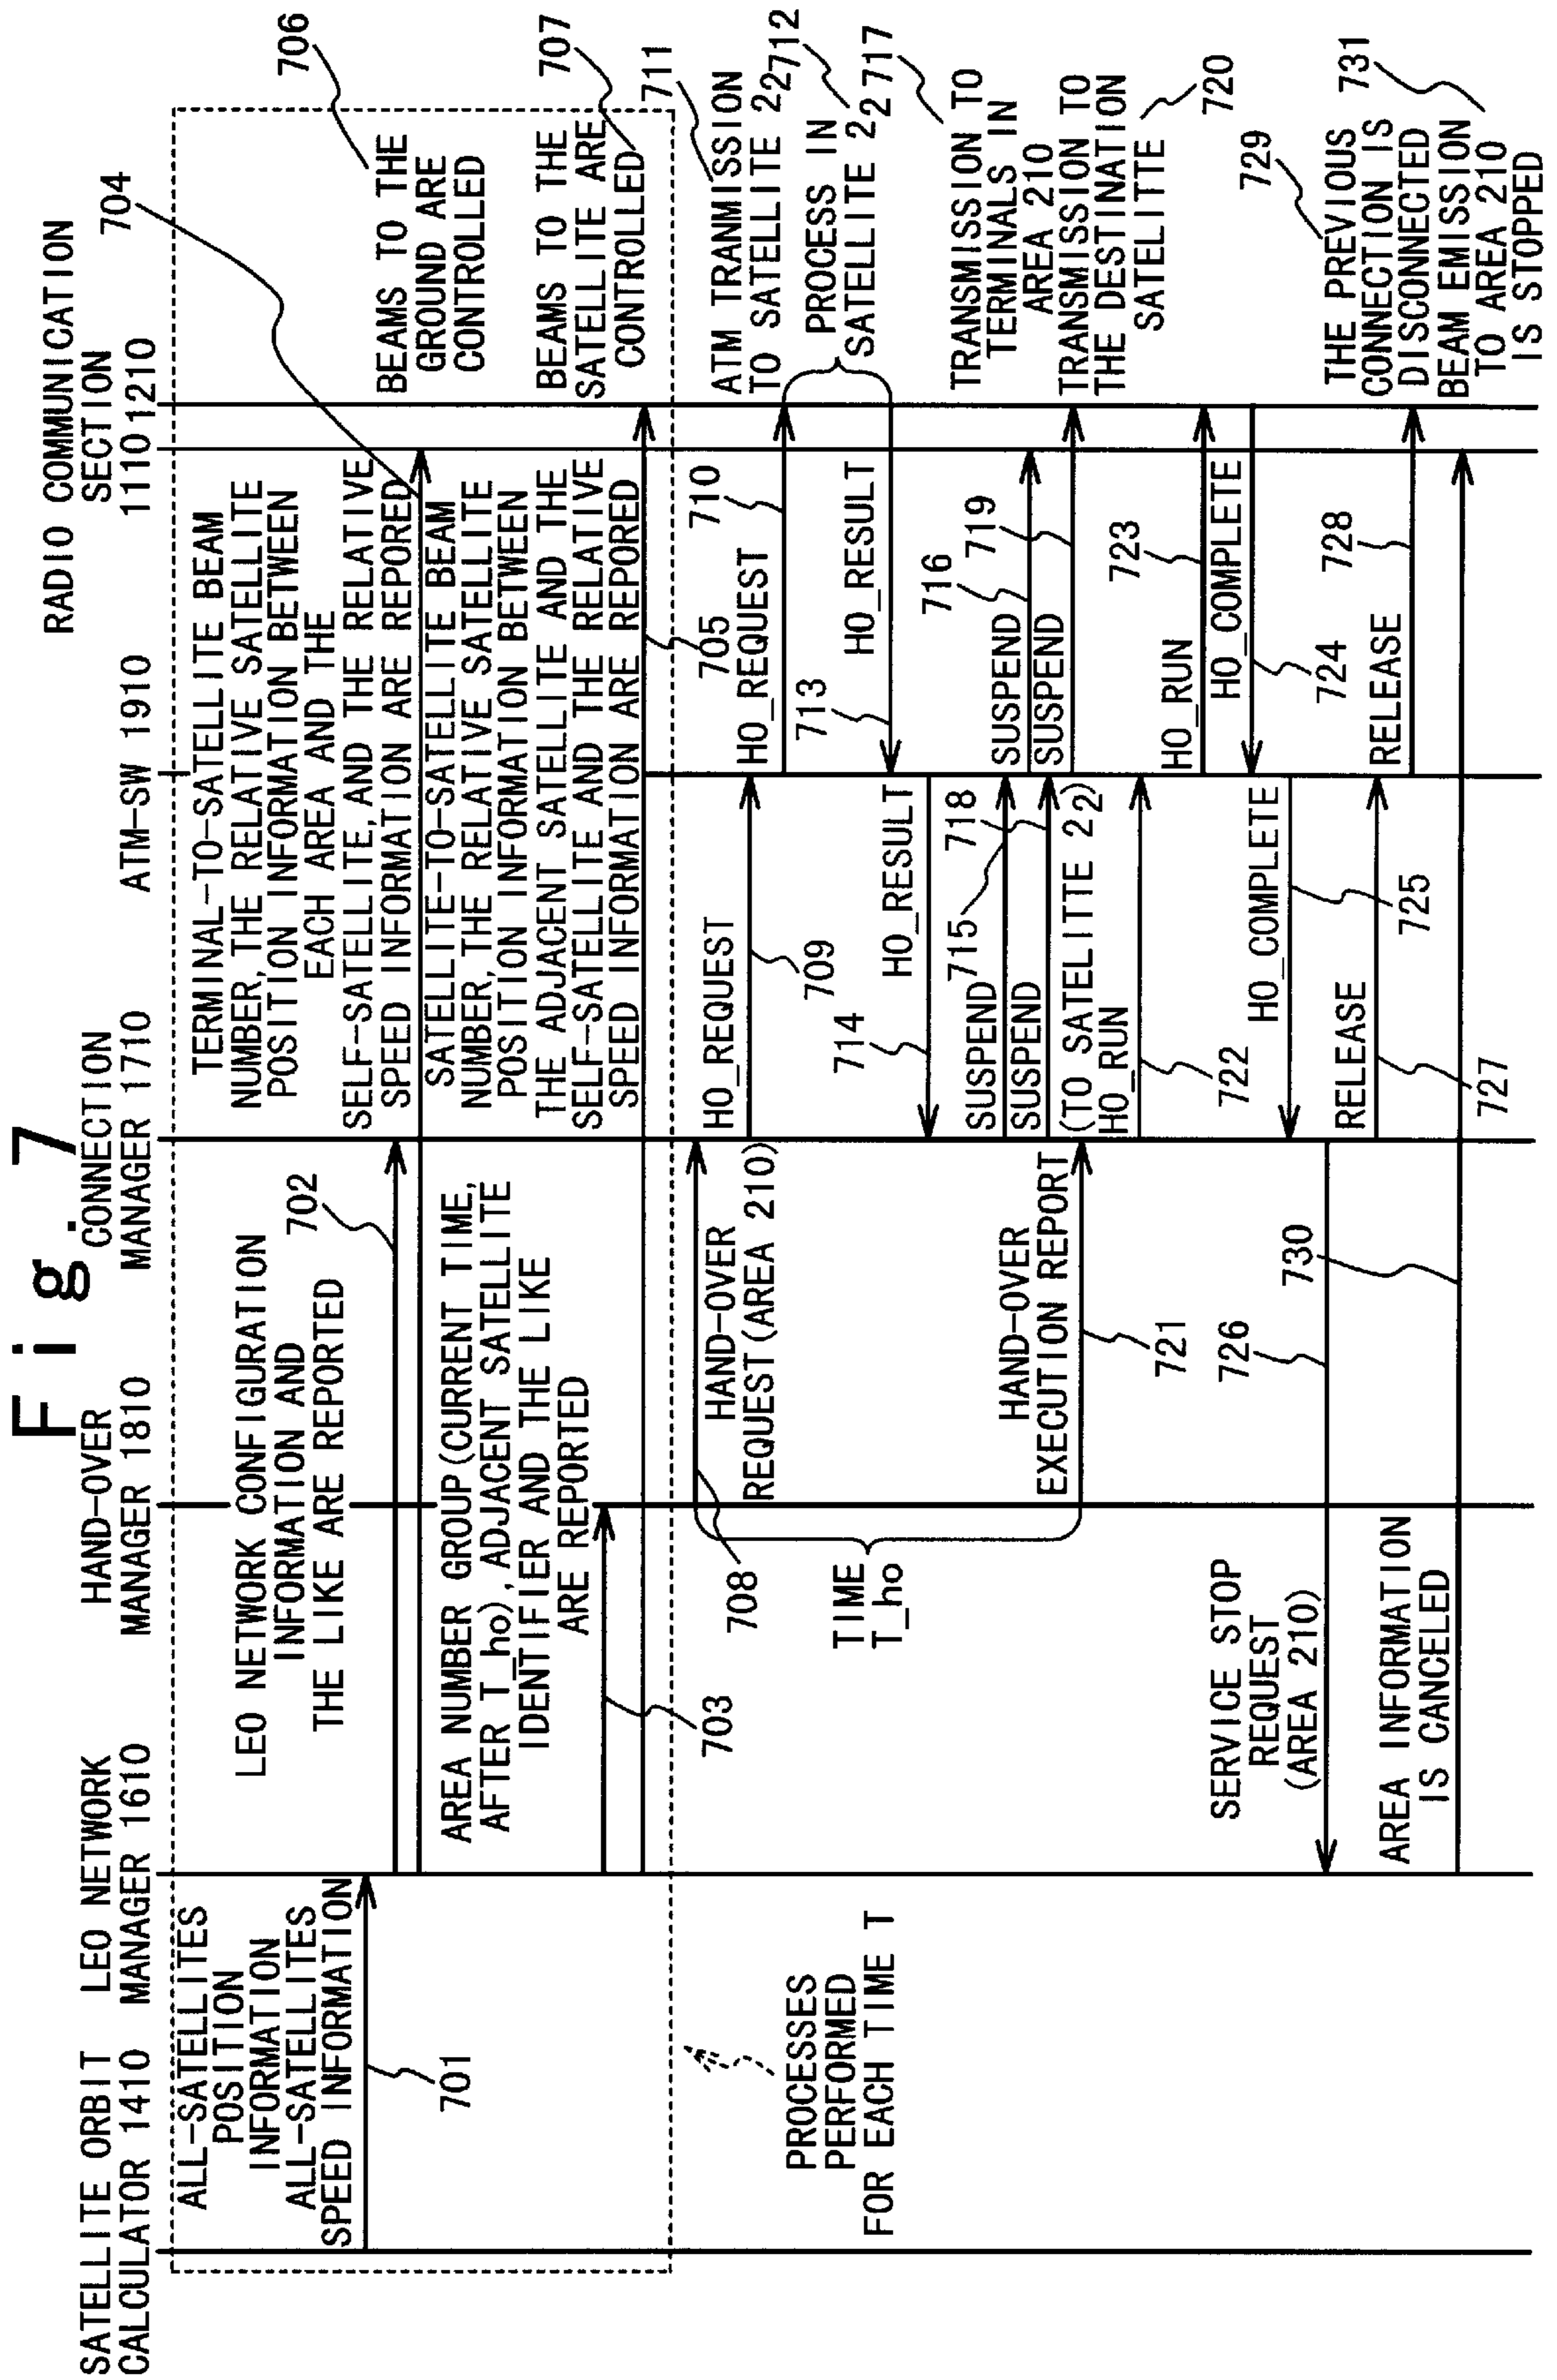 Fig. 7
SATELLITE ORBIT
CALCULATOR 1410
LEO NETWORK
MANAGER 1610
HAND-OVER
MANAGER 1810
CONNECTION
MANAGER 1710
ATM-SW 1910
RADIO COMMUNICATION
SECTION
1110 1210
ALL-SATELLITES
POSITION
INFORMATION
ALL-SATELLITES
SPEED INFORMATION
701
LEO NETWORK CONFIGURATION
INFORMATION AND
THE LIKE ARE REPORTED
702
TERMINAL-TO-SATELLITE BEAM
NUMBER, THE RELATIVE SATELLITE
POSITION INFORMATION BETWEEN
EACH AREA AND THE
SELF-SATELLITE, AND THE RELATIVE
SPEED INFORMATION ARE REPORED
704
BEAMS TO THE
GROUND ARE
CONTROLLED
706
AREA NUMBER GROUP(CURRENT TIME,
AFTER T_ho), ADJACENT SATELLITE
IDENTIFIER AND THE LIKE
ARE REPORTED
703
SATELLITE-TO-SATELLITE BEAM
NUMBER, THE RELATIVE SATELLITE
POSITION INFORMATION BETWEEN
THE ADJACENT SATELLITE AND THE
SELF-SATELLITE AND THE RELATIVE
SPEED INFORMATION ARE REPORED
705
BEAMS TO THE
SATELLITE ARE
CONTROLLED
707
PROCESSES
PERFORMED
FOR EACH TIME T
708
HAND-OVER
REQUEST(AREA 210)
HO_REQUEST
709
HO_REQUEST
710
ATM TRANMISSION
TO SATELLITE 22
711
PROCESS IN
SATELLITE 22
712
HO_RESULT
713
HO_RESULT
714
TIME
T_ho
SUSPEND
715
SUSPEND
716
TRANSMISSION TO
TERMINALS IN
AREA 210
717
SUSPEND
718
(TO SATELITTE 22)
SUSPEND
719
TRANSMISSION TO
THE DESTINATION
SATELITTE
720
HAND-OVER
EXECUTION REPORT
721
HO_RUN
722
HO_RUN
723
HO_COMPLETE
724
HO_COMPLETE
725
SERVICE STOP
REQUEST
(AREA 210)
726
RELEASE
727
RELEASE
728
THE PREVIOUS
CONNECTION IS
DISCONNECTED
729
AREA INFORMATION
IS CANCELED
730
BEAM EMISSION
TO AREA 210
IS STOPPED
731